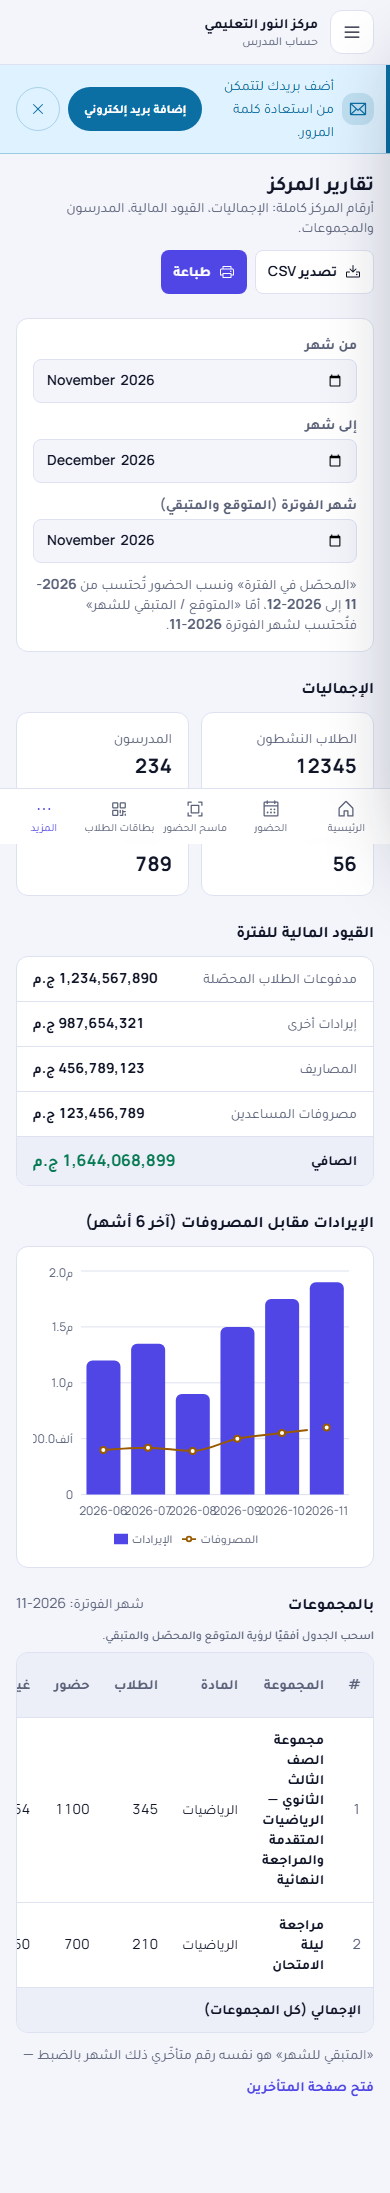 مركز النور التعليمي
حساب المدرس
أضف بريدك لتتمكن
من استعادة كلمة
المرور.
إضافة بريد إلكتروني
تقارير المركز
أرقام المركز كاملة: الإجماليات، القيود المالية، المدرسون
والمجموعات.
تصدير CSV
طباعة
من شهر
November 2026
إلى شهر
December 2026
شهر الفوترة (المتوقع والمتبقي)
November 2026
«المحصّل في الفترة» ونسب الحضور تُحتسب من 2026-
11 إلى 2026-12، أمّا «المتوقع / المتبقي للشهر»
فتُحتسب لشهر الفوترة 2026-11.
الإجماليات
الطلاب النشطون
12345
المدرسون
234
الرئيسية
الحضور
ماسح الحضور
بطاقات الطلاب
المزيد
56
789
القيود المالية للفترة
مدفوعات الطلاب المحصّلة
1,234,567,890 ج.م
إيرادات أخرى
987,654,321 ج.م
المصاريف
456,789,123 ج.م
مصروفات المساعدين
123,456,789 ج.م
الصافي
1,644,068,899 ج.م
الإيرادات مقابل المصروفات (آخر 6 أشهر)
2.0م
1.5م
1.0م
00.0ألف
0
2026-06
2026-07
2026-08
2026-09
2026-10
2026-11
الإيرادات
المصروفات
بالمجموعات
شهر الفوترة: 2026-11
اسحب الجدول أفقيًا لرؤية المتوقع والمحصّل والمتبقي.
# المجموعة المادة الطلاب حضور
1
مجموعة
الصف
الثالث
الثانوي —
الرياضيات
المتقدمة
والمراجعة
النهائية
الرياضيات 345 1100
2
مراجعة
ليلة
الامتحان
الرياضيات 210 700
الإجمالي (كل المجموعات)
«المتبقي للشهر» هو نفسه رقم متأخّري ذلك الشهر بالضبط —
فتح صفحة المتأخرين